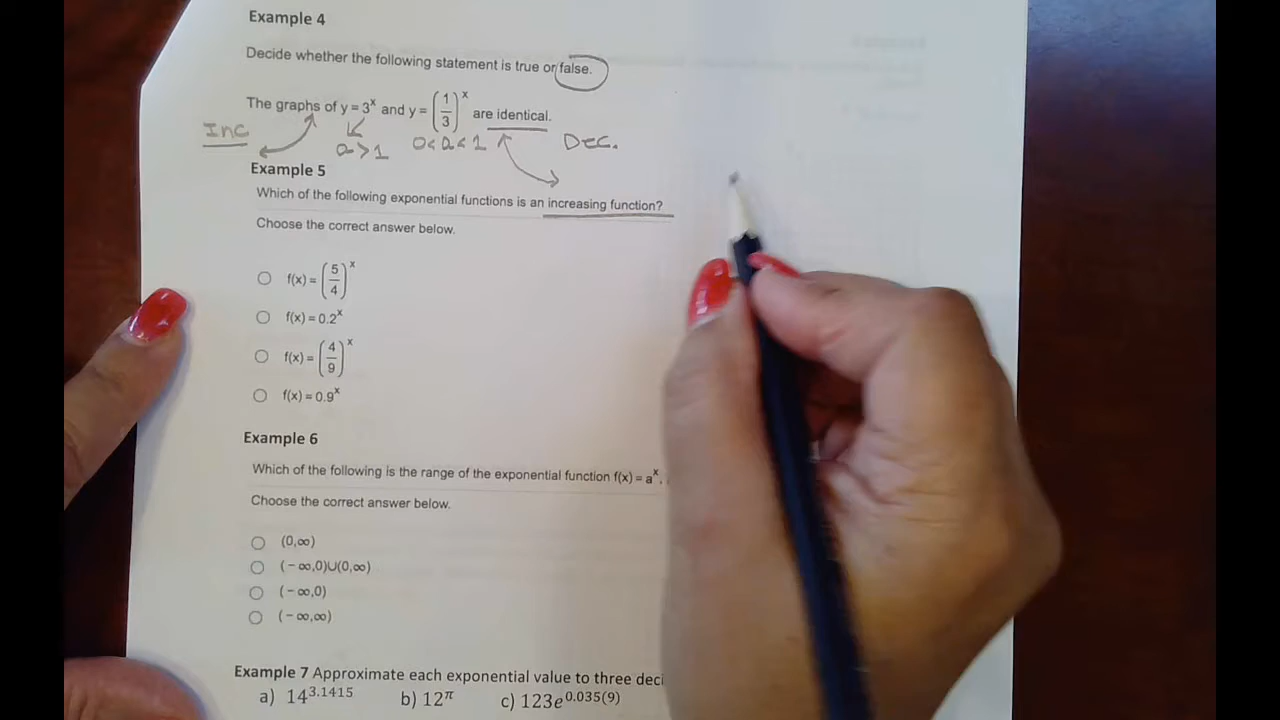 Example 4
Decide whether the following statement is true or false.
The graphs of y = 3^x and y = (1/3)^x are identical.
Inc
a > 1
0 < a < 1
Dec.
Example 5
Which of the following exponential functions is an increasing function?
Choose the correct answer below.
f(x) = (5/4)^x
f(x) = 0.2^x
f(x) = (4/9)^x
f(x) = 0.9^x
Example 6
Which of the following is the range of the exponential function f(x) = a^x,
Choose the correct answer below.
(0,∞)
(−∞,0)∪(0,∞)
(−∞,0)
(−∞,∞)
Example 7 Approximate each exponential value to three deci
a) 14^3.1415 b) 12^π c) 123e^0.035(9)